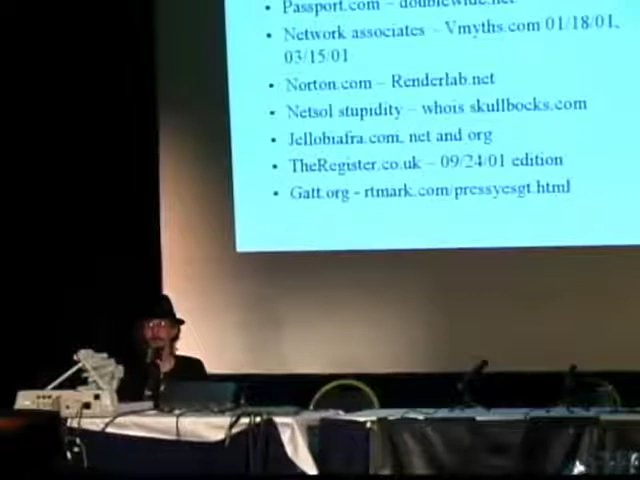 • Passport.com – doublewide.net
• Network associates – Vmyths.com 01/18/01,
03/15/01
• Norton.com – Renderlab.net
• Netsol stupidity – whois skullbocks.com
• Jellobiafra.com, net and org
• TheRegister.co.uk – 09/24/01 edition
• Gatt.org - rtmark.com/pressyesgt.html